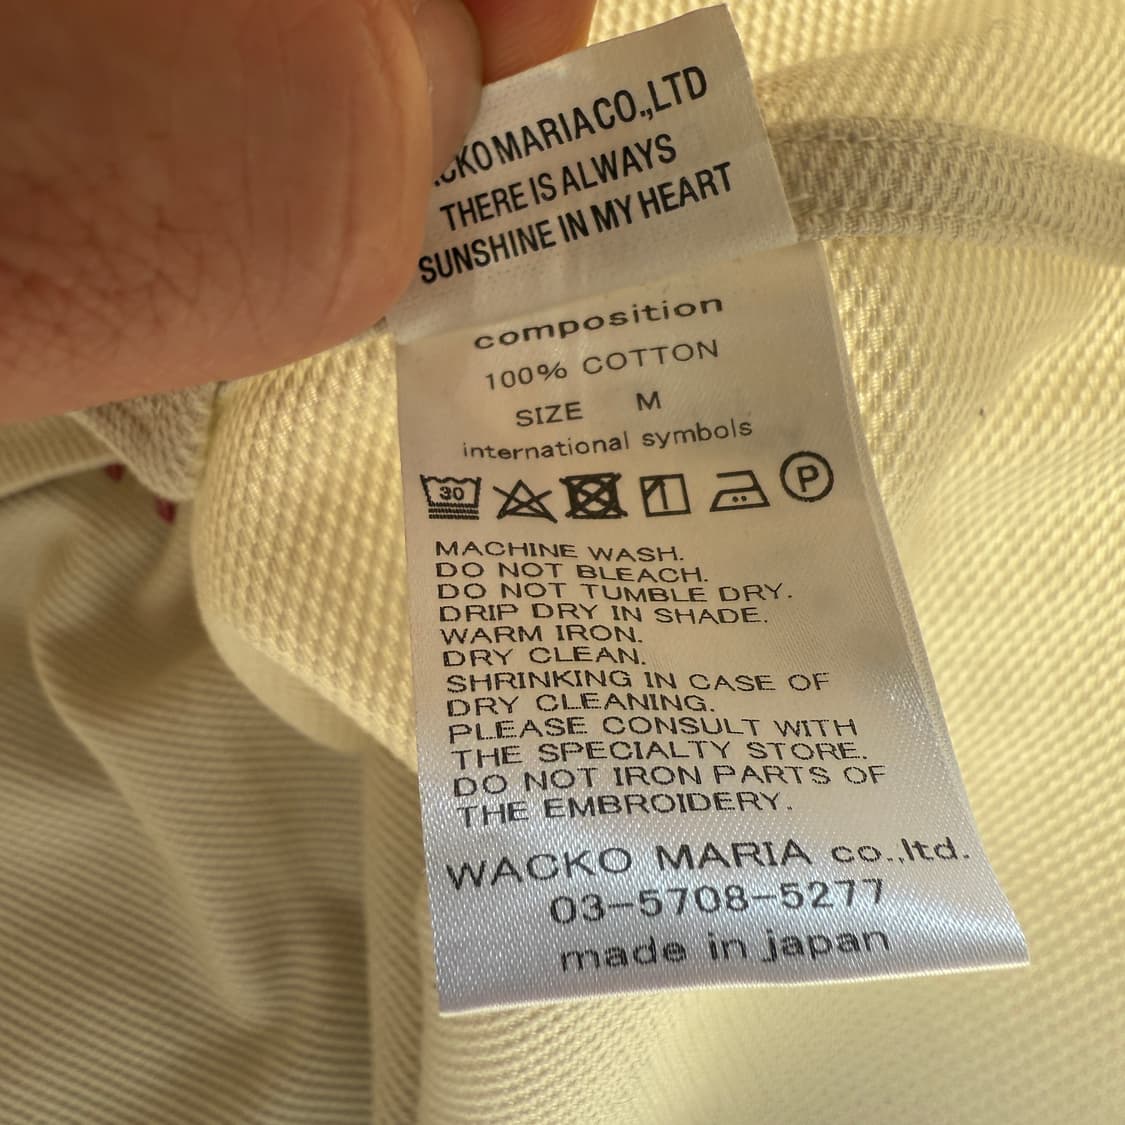 MARIACO.,LTD
THERE IS ALWAYS
SUNSHINE IN MY HEART
composition
100% COTTON
SIZE M
international symbols
30 P
MACHINE WASH.
DO NOT BLEACH.
DO NOT TUMBLE DRY.
DRIP DRY IN SHADE.
WARM IRON.
DRY CLEAN.
SHRINKING IN CASE OF
DRY CLEANING.
PLEASE CONSULT WITH
THE SPECIALTY STORE.
DO NOT IRON PARTS OF
THE EMBROIDERY.
WACKO MARIA co.,ltd.
03-5708-5277
made in japan